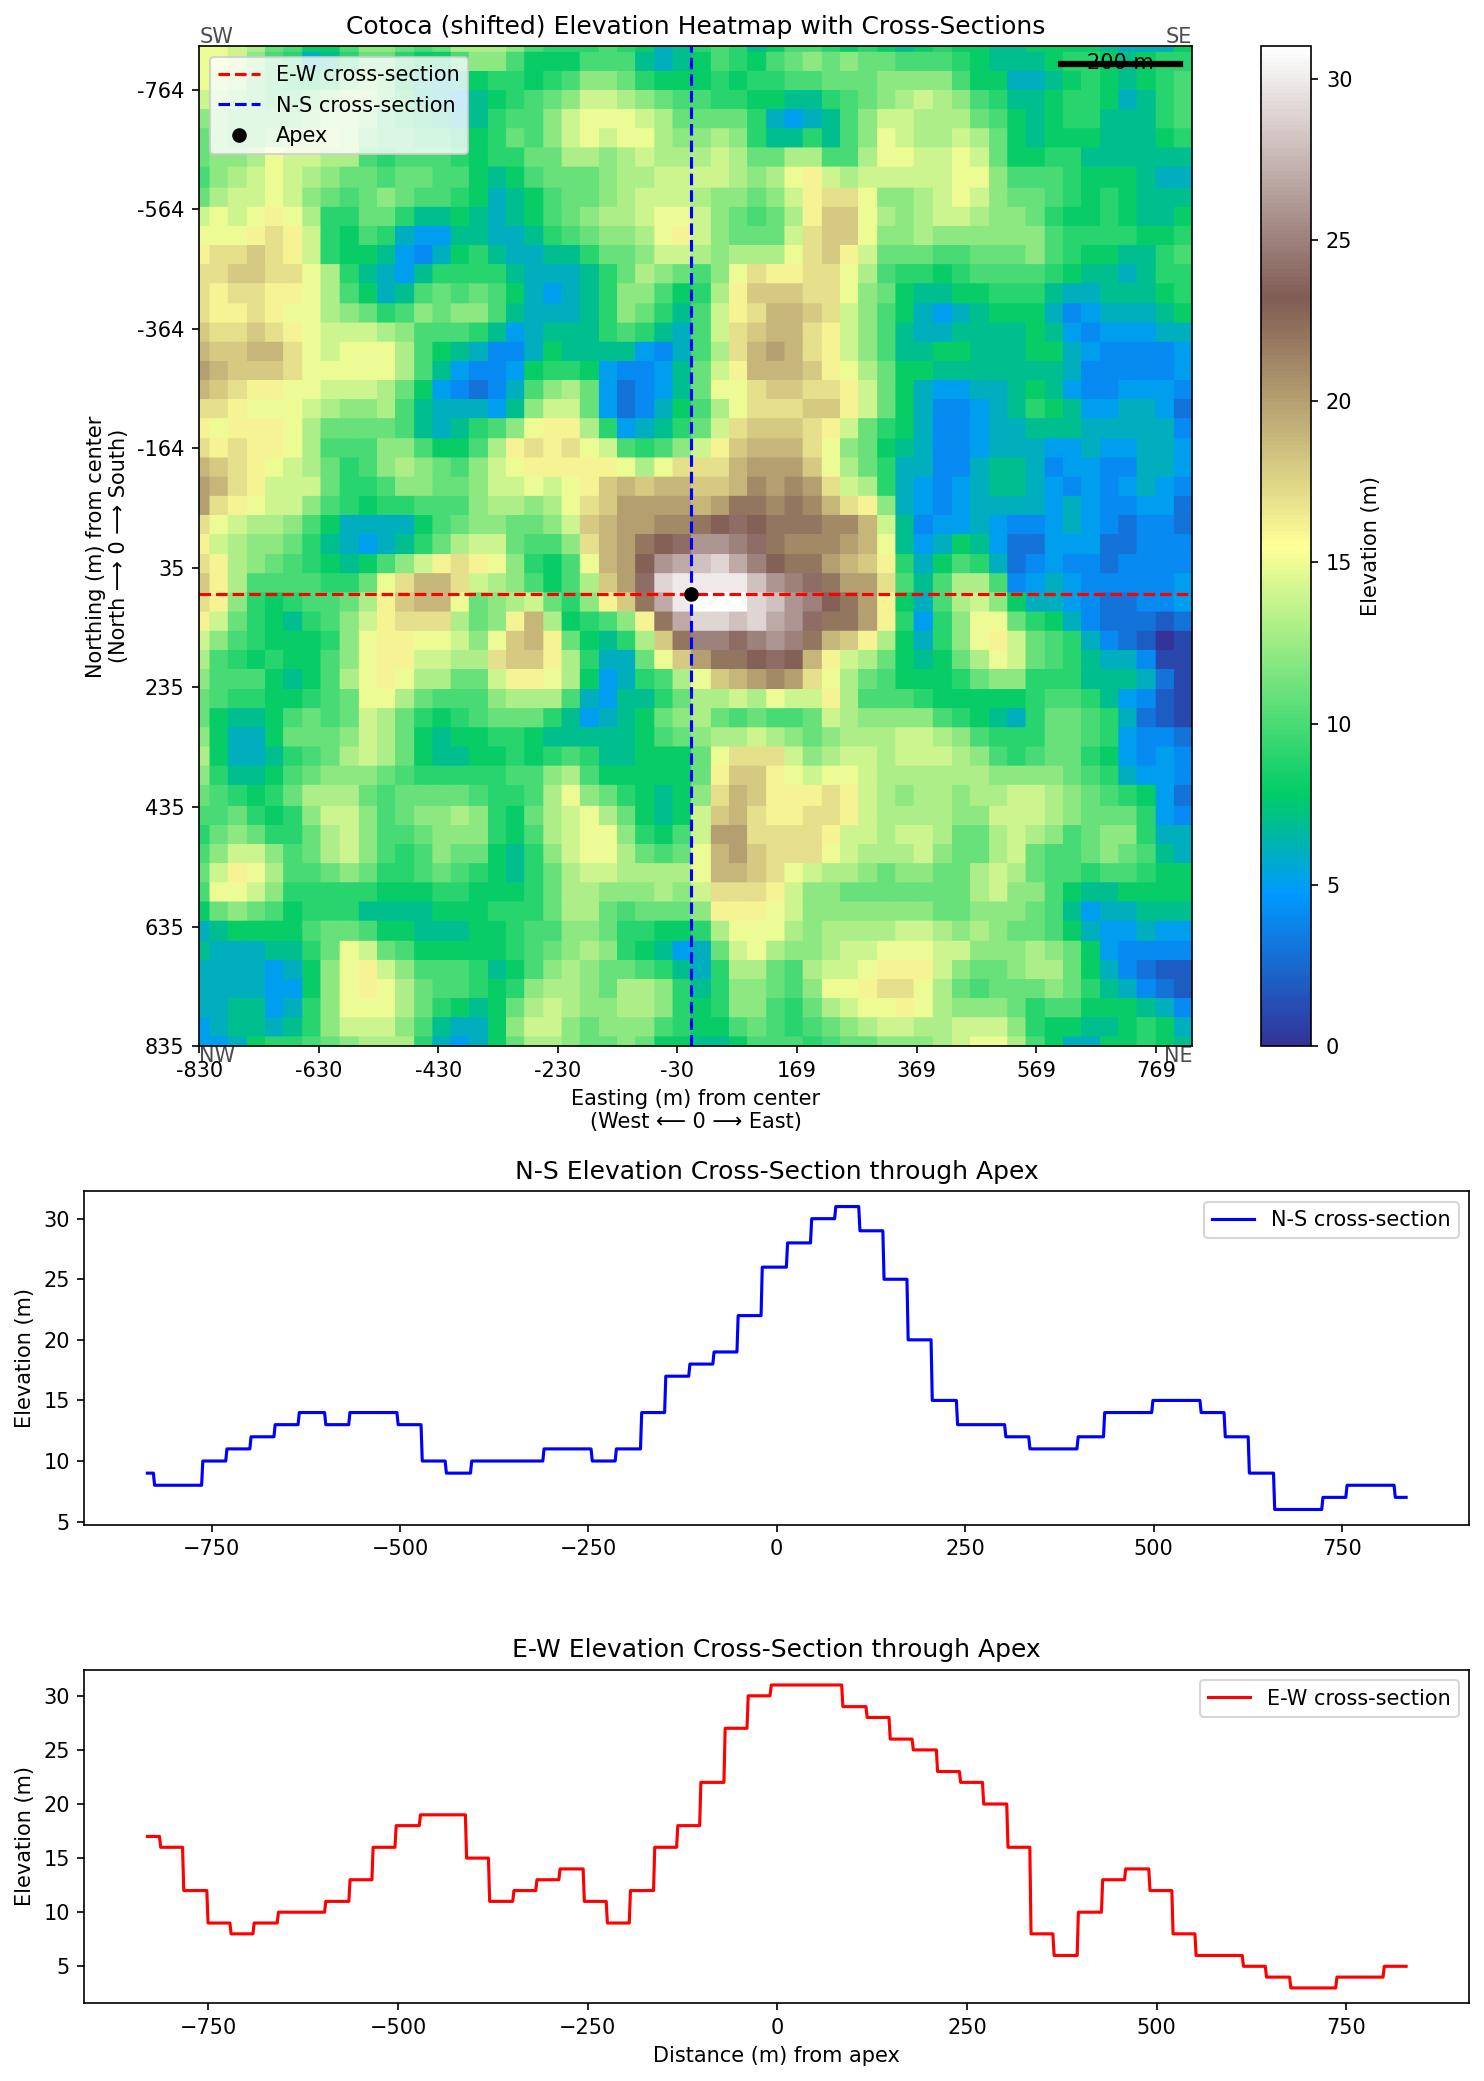 Cotoca (shifted) Elevation Heatmap with Cross-Sections
SW
SE
E-W cross-section
N-S cross-section
Apex
200 m
-764
-564
-364
-164
35
235
435
635
835
Northing (m) from center
(North ⟶ 0 ⟶ South)
NW
NE
-830
-630
-430
-230
-30
169
369
569
769
Easting (m) from center
(West ⟵ 0 ⟶ East)
30
25
20
15
10
5
0
Elevation (m)
N-S Elevation Cross-Section through Apex
N-S cross-section
30
25
20
15
10
5
Elevation (m)
−750
−500
−250
0
250
500
750
E-W Elevation Cross-Section through Apex
E-W cross-section
30
25
20
15
10
5
Elevation (m)
−750
−500
−250
0
250
500
750
Distance (m) from apex